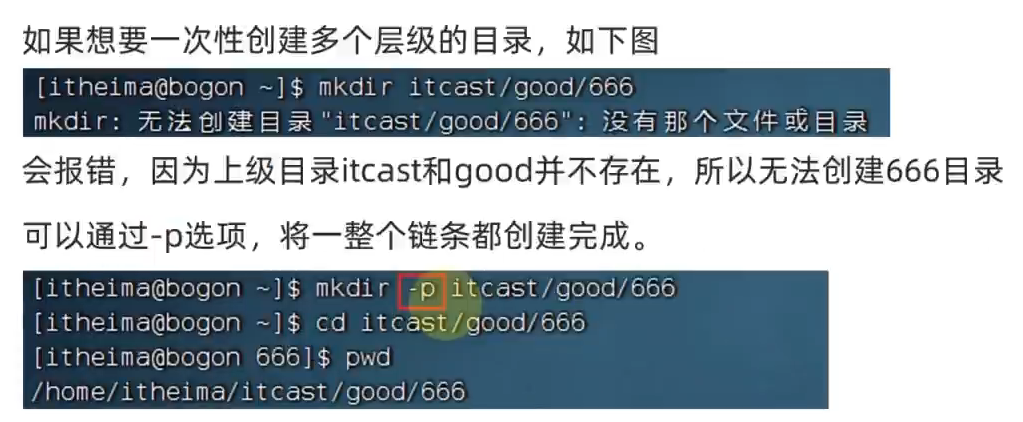 如果想要一次性创建多个层级的目录，如下图
[itheima@bogon ~]$ mkdir itcast/good/666
mkdir: 无法创建目录"itcast/good/666": 没有那个文件或目录
会报错，因为上级目录itcast和good并不存在，所以无法创建666目录
可以通过-p选项，将一整个链条都创建完成。
[itheima@bogon ~]$ mkdir -p itcast/good/666
[itheima@bogon ~]$ cd itcast/good/666
[itheima@bogon 666]$ pwd
/home/itheima/itcast/good/666